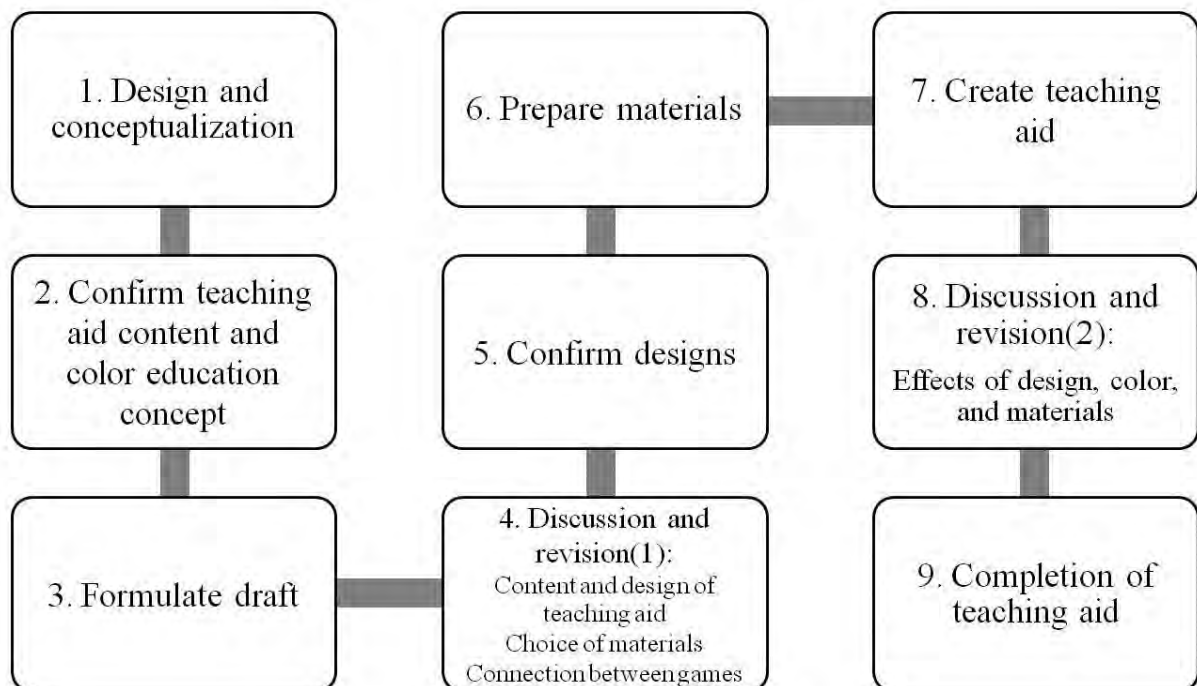 1. Design and
conceptualization
2. Confirm teaching
aid content and
color education
concept
3. Formulate draft
4. Discussion and
revision(1):
Content and design of
teaching aid
Choice of materials
Connection between games
5. Confirm designs
6. Prepare materials
7. Create teaching
aid
8. Discussion and
revision(2):
Effects of design, color,
and materials
9. Completion of
teaching aid